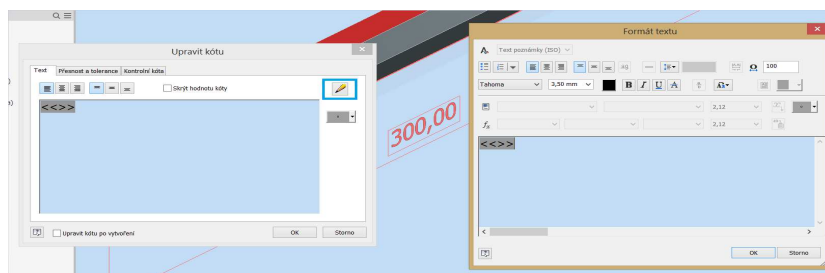 Upravit kótu
Text Přesnost a tolerance Kontrolní kóta
Skrýt hodnotu kóty
<<>>
Upravit kótu po vytvoření
OK Storno
300,00
Formát textu
Text poznámky (ISO)
100
Tahoma 3,50 mm B I U A
2,12
2,12
<<>>
OK Storno